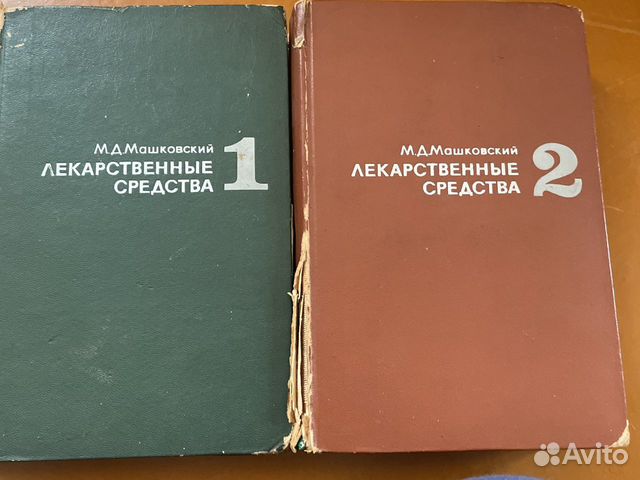 М.Д.Машковский
ЛЕКАРСТВЕННЫЕ
СРЕДСТВА
1
М.Д.Машковский
ЛЕКАРСТВЕННЫЕ
СРЕДСТВА
2
Avito